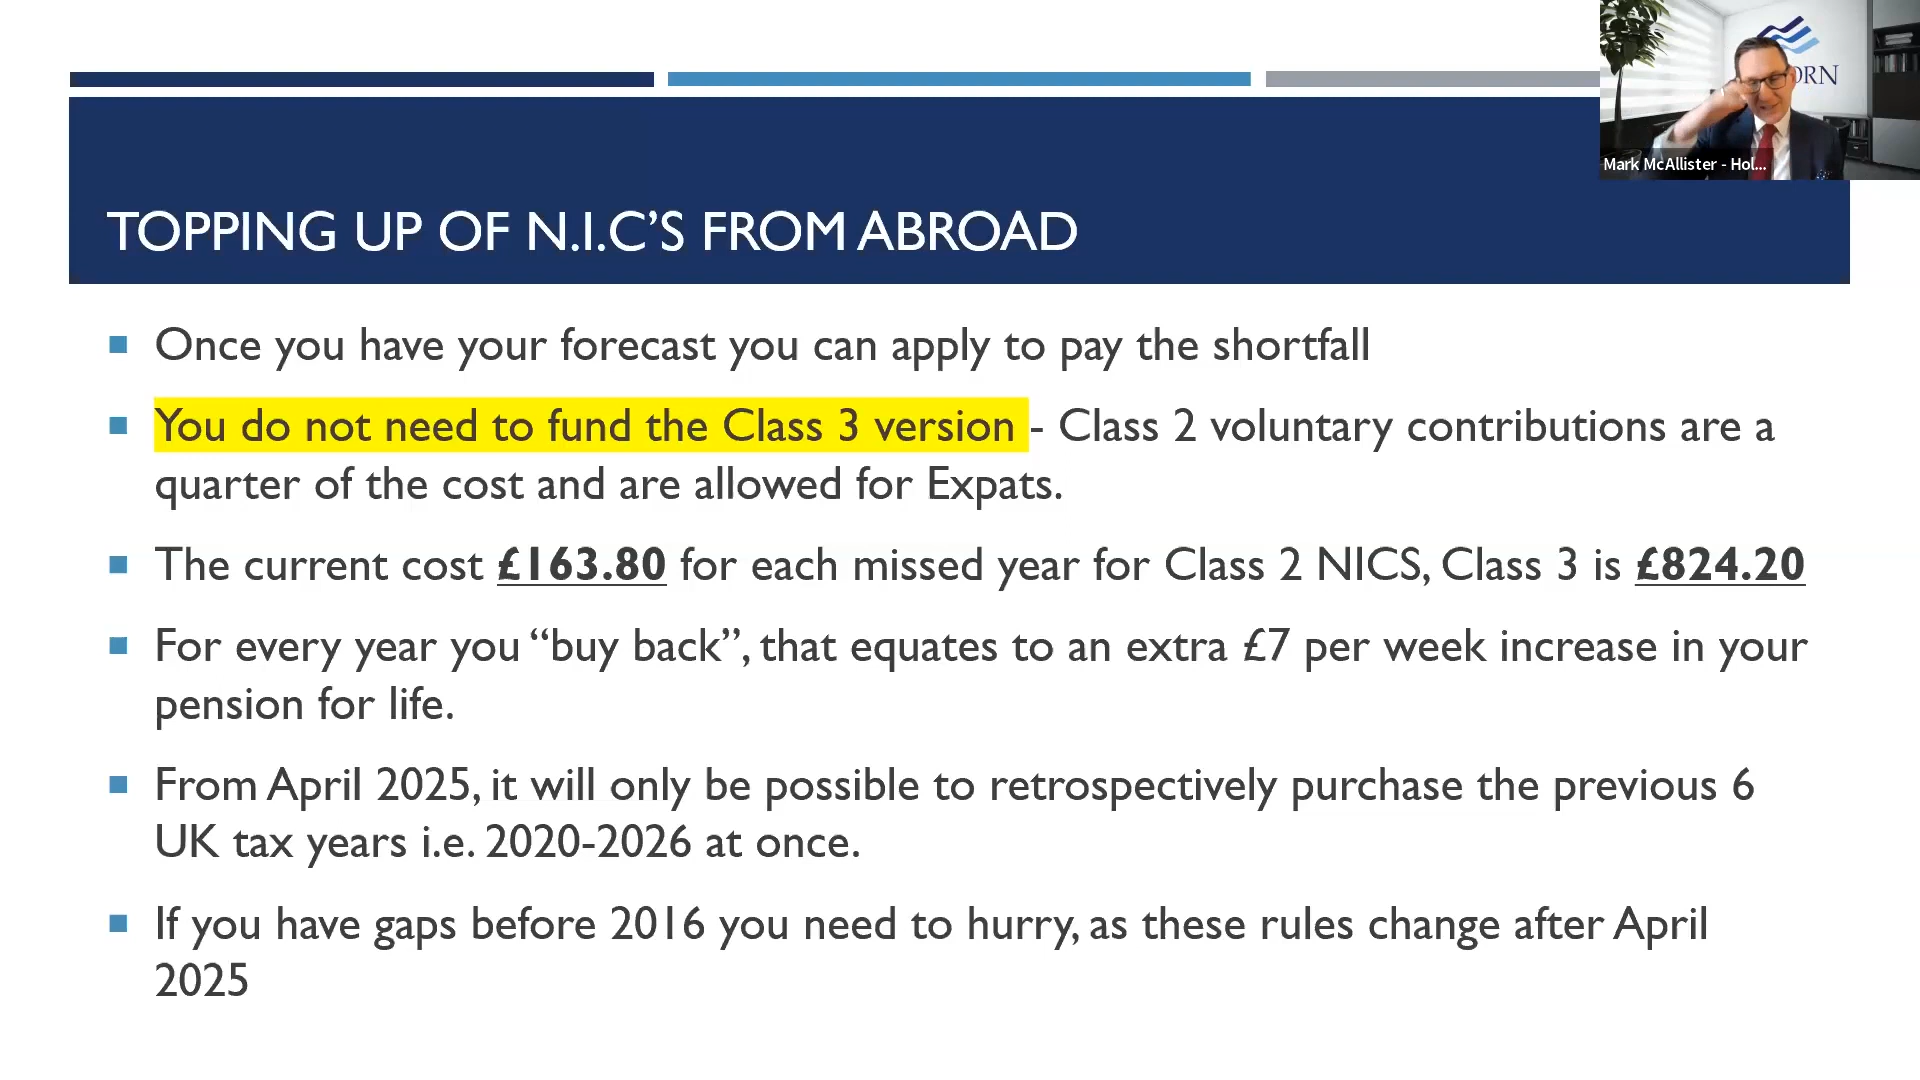 ORN
Mark McAllister - Hol...
TOPPING UP OF N.I.C’S FROM ABROAD
Once you have your forecast you can apply to pay the shortfall
You do not need to fund the Class 3 version - Class 2 voluntary contributions are a
quarter of the cost and are allowed for Expats.
The current cost £163.80 for each missed year for Class 2 NICS, Class 3 is £824.20
For every year you “buy back”, that equates to an extra £7 per week increase in your
pension for life.
From April 2025, it will only be possible to retrospectively purchase the previous 6
UK tax years i.e. 2020-2026 at once.
If you have gaps before 2016 you need to hurry, as these rules change after April
2025